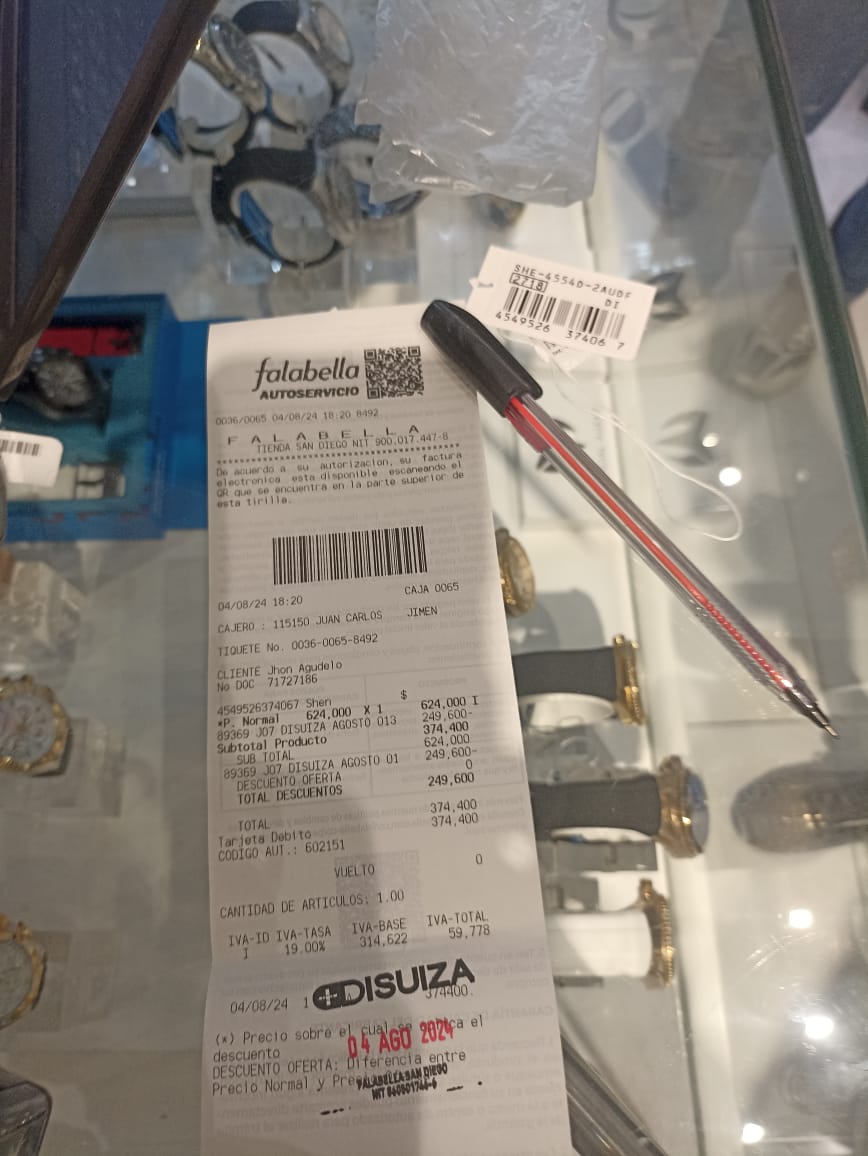 SHE-4554D-2AUDF
2718 DI
4549526 37406 7
falabella
AUTOSERVICIO
0036/0065 04/08/24 18:20 8492
F A L A B E L L A
TIENDA SAN DIEGO NIT 900.017.447-8
De acuerdo a su autorizacion, su factura
electronica esta disponible escaneando el
QR que se encuentra en la parte superior de
esta tirilla.
04/08/24 18:20 CAJA 0065
CAJERO : 115150 JUAN CARLOS JIMEN
TIQUETE No. 0036-0065-8492
CLIENTE Jhon Agudelo
No DOC 71727186
$
4549526374067 Shen 624,000 I
*P. Normal 624,000 X 1
89369 J07 DISUIZA AGOSTO 013 249,600-
Subtotal Producto 374,400
SUB TOTAL 624,000
89369 J07 DISUIZA AGOSTO 01 249,600-
DESCUENTO OFERTA 0
TOTAL DESCUENTOS 249,600
TOTAL 374,400
Tarjeta Debito 374,400
CODIGO AUT.: 602151
VUELTO 0
CANTIDAD DE ARTICULOS: 1.00
IVA-ID IVA-TASA IVA-BASE IVA-TOTAL
I 19.00% 314,622 59,778
DISUIZA
04/08/24 1 374400.
(*) Precio sobre el cual se aplica el
descuento
04 AGO 2024
DESCUENTO OFERTA: Diferencia entre
Precio Normal y
FALABELLA SAN DIEGO
NIT